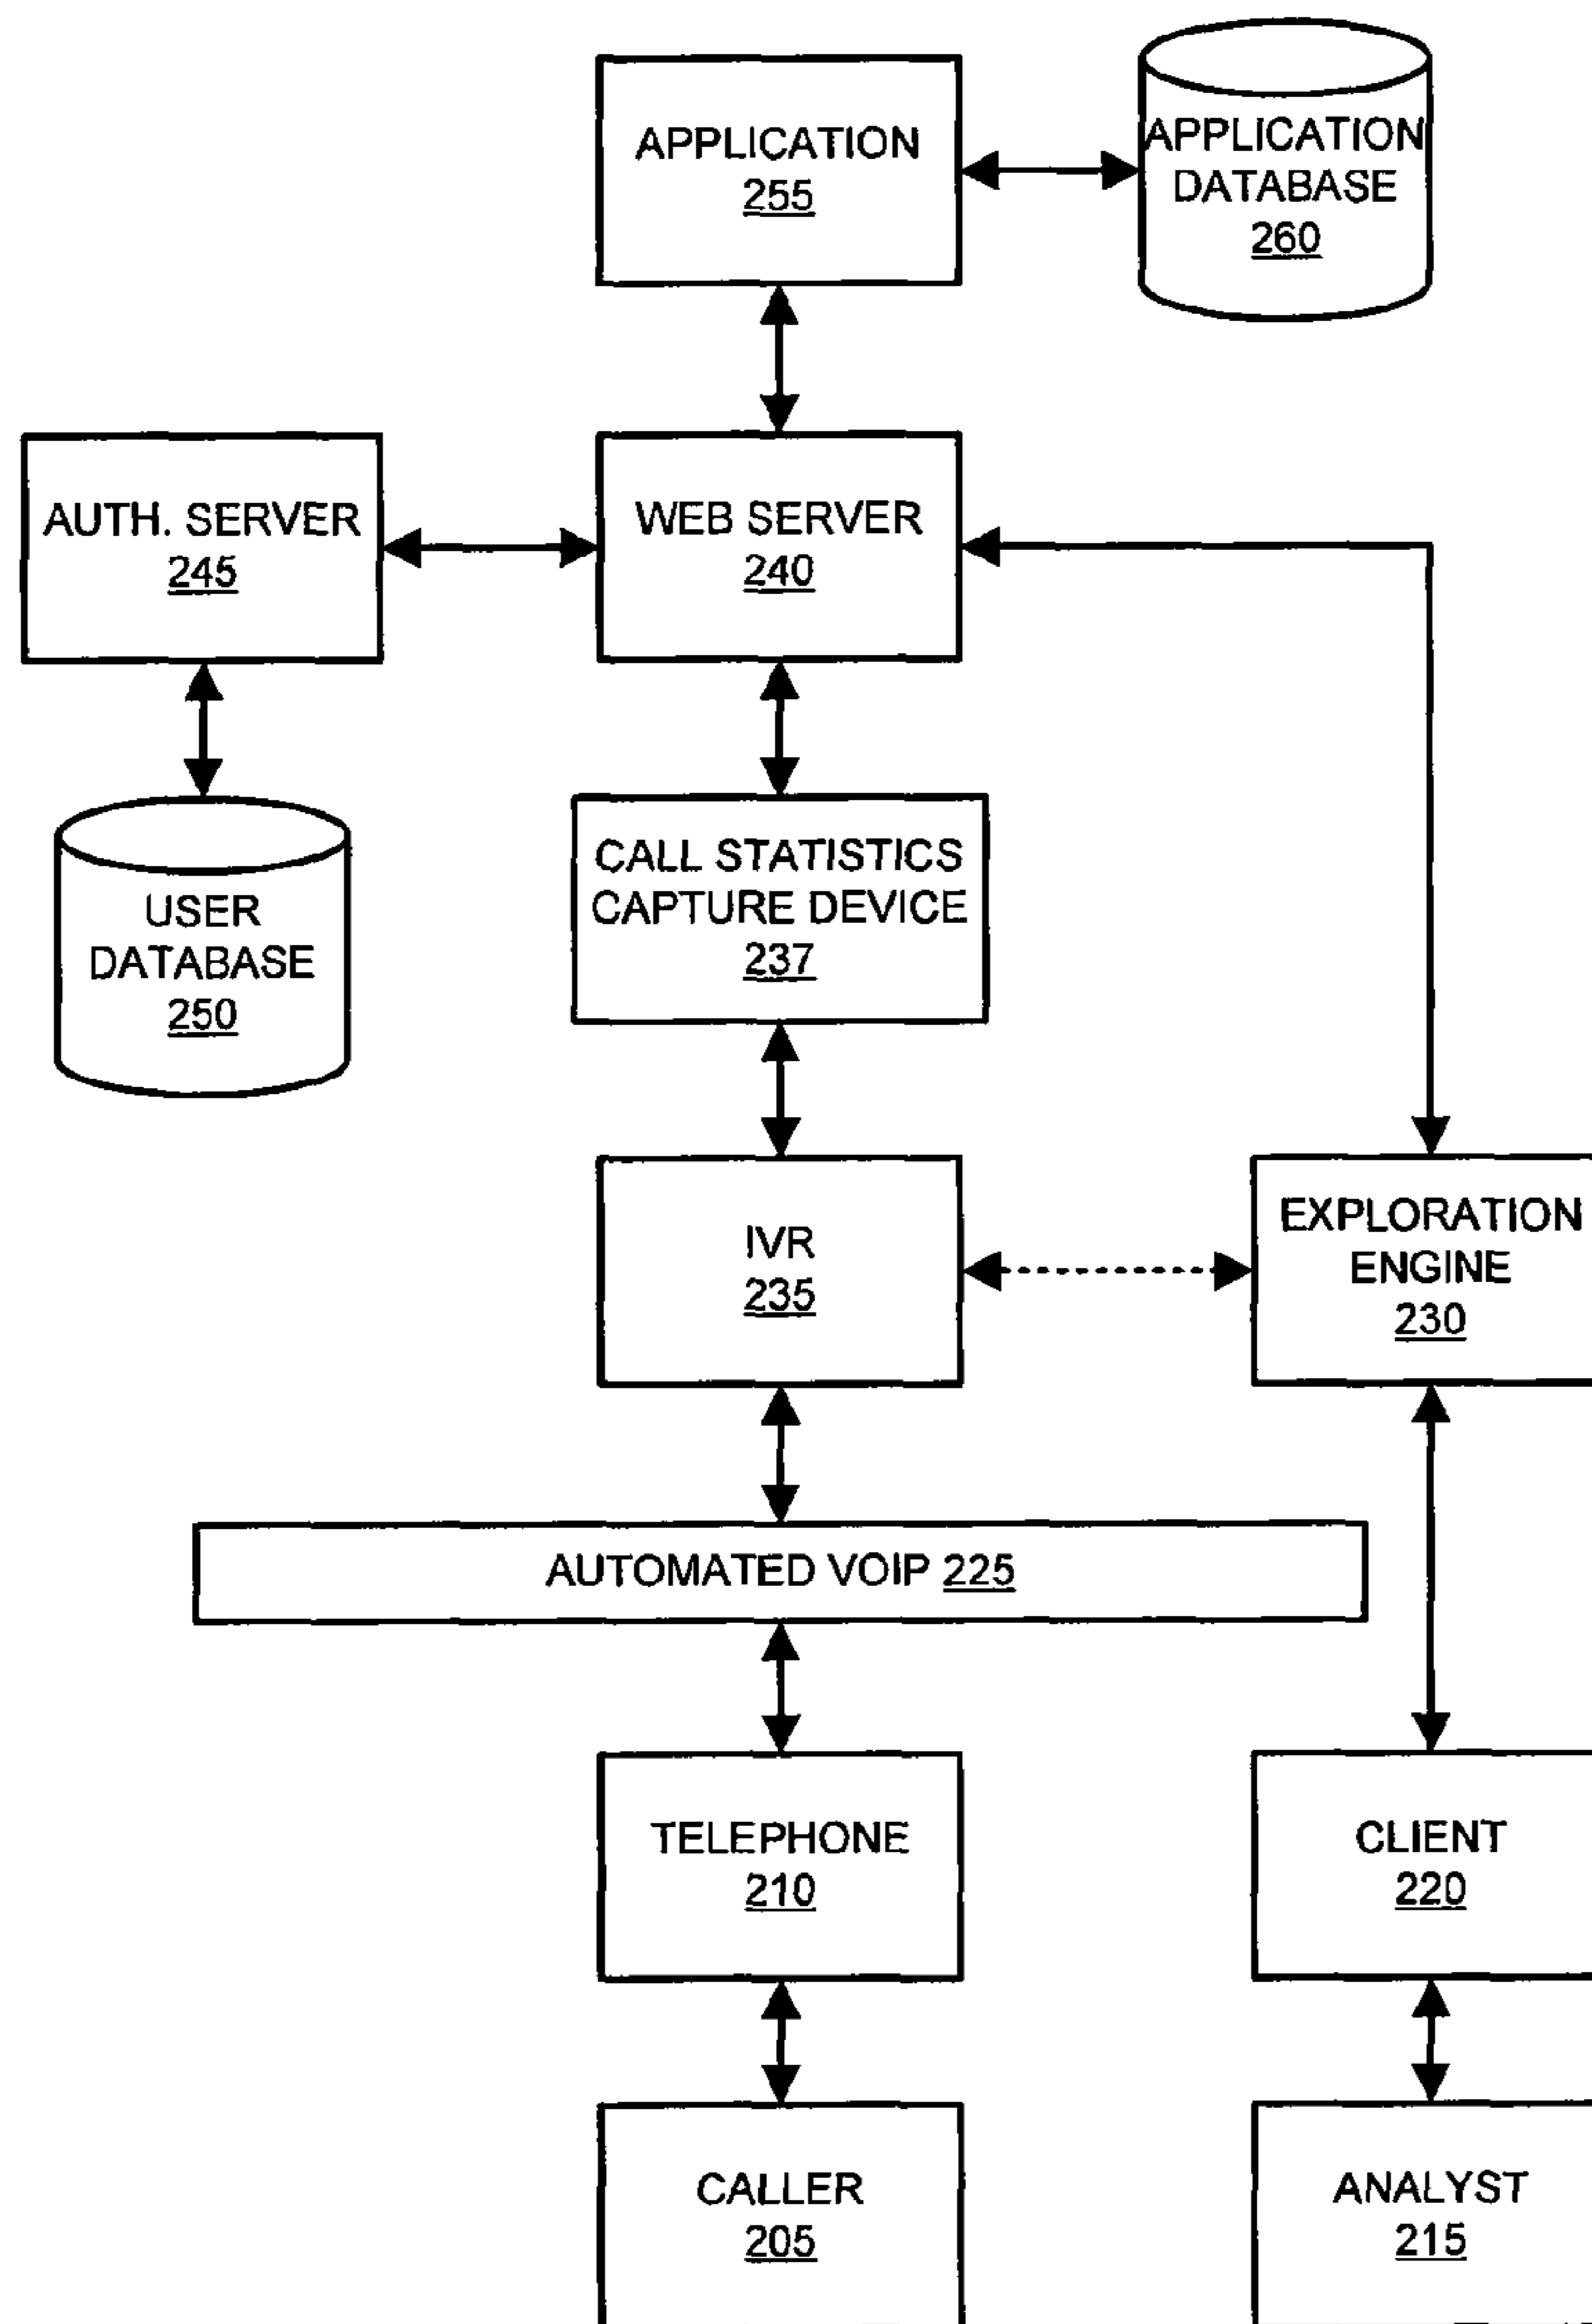 APPLICATION
255
APPLICATION
DATABASE
260
AUTH. SERVER
245
WEB SERVER
240
USER
DATABASE
250
CALL STATISTICS
CAPTURE DEVICE
237
IVR
235
EXPLORATION
ENGINE
230
AUTOMATED VOIP 225
TELEPHONE
210
CLIENT
220
CALLER
205
ANALYST
215